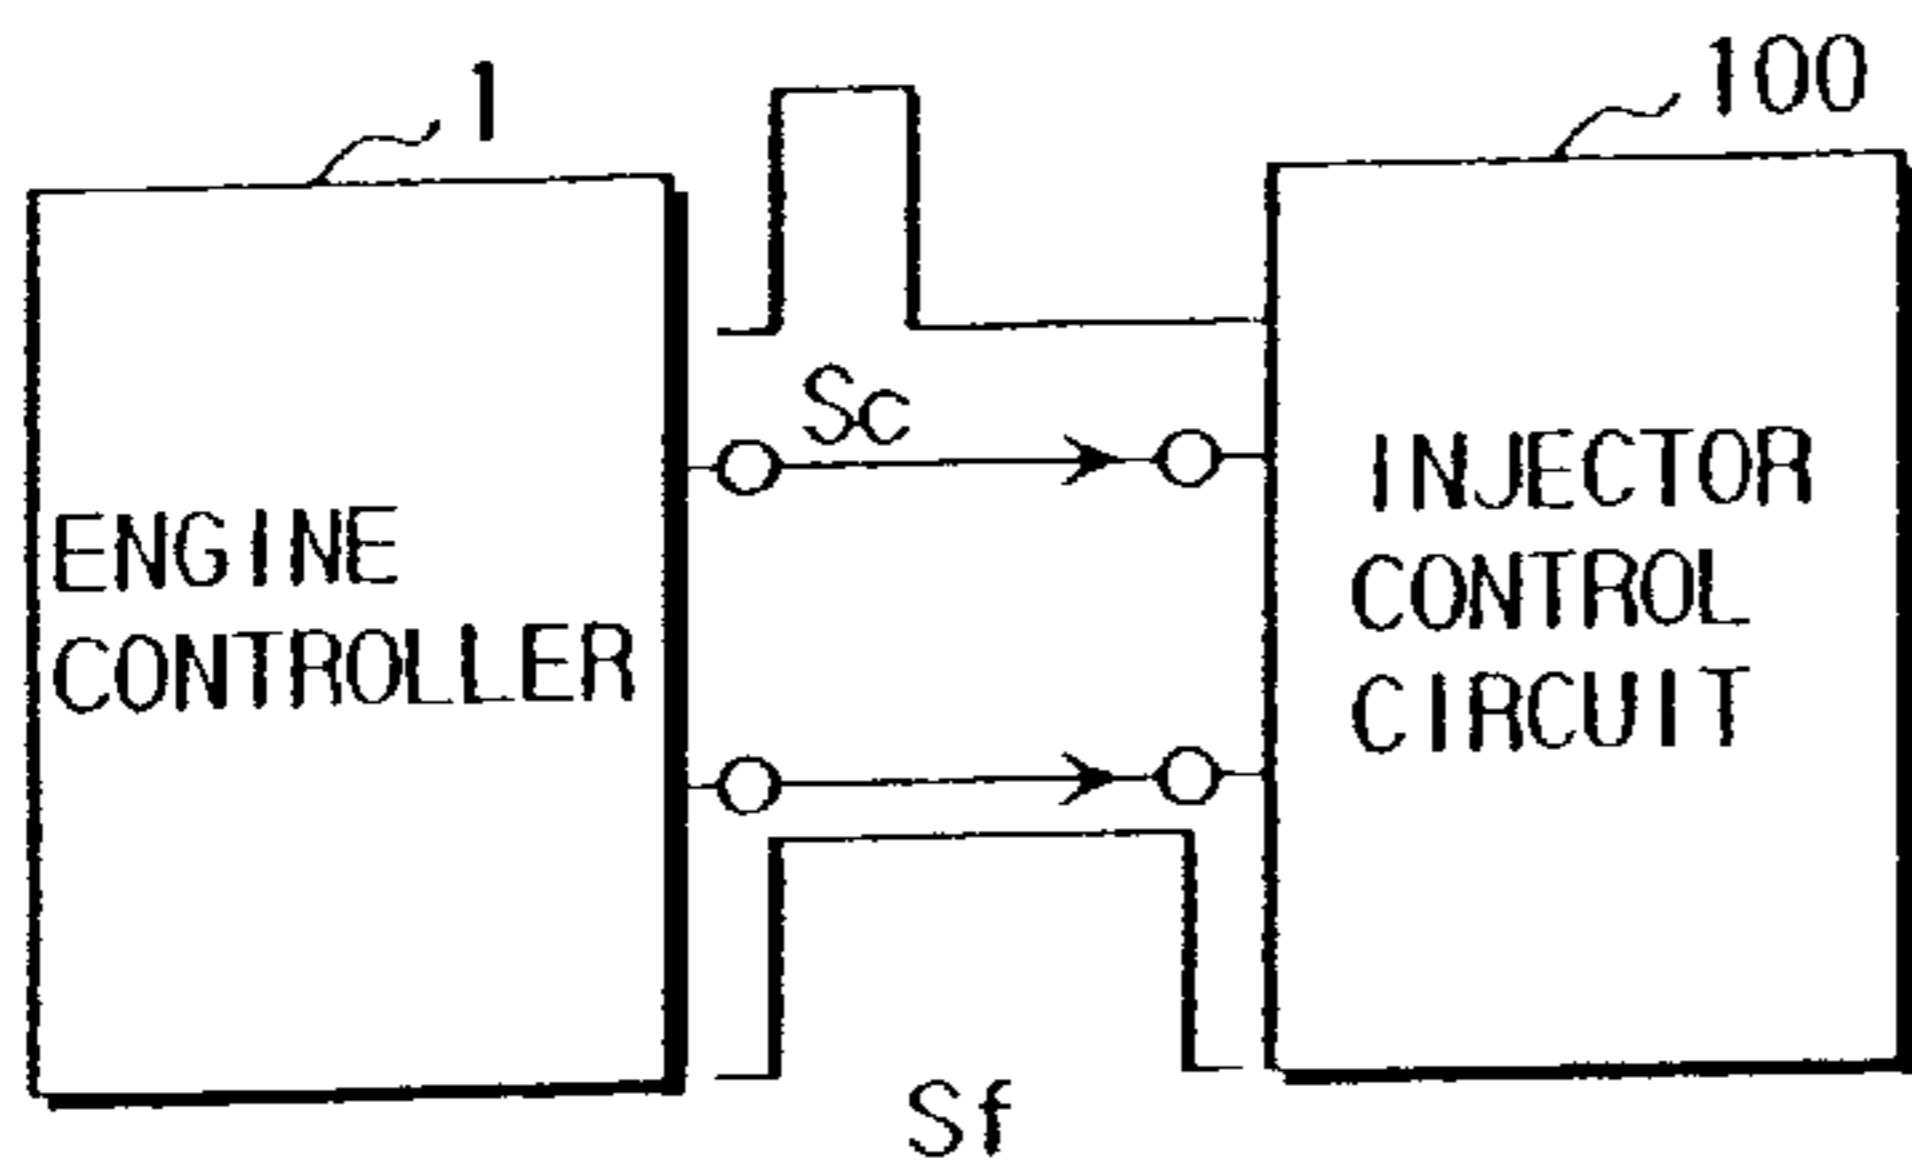 1
100
Sc
ENGINE
CONTROLLER
INJECTOR
CONTROL
CIRCUIT
Sf